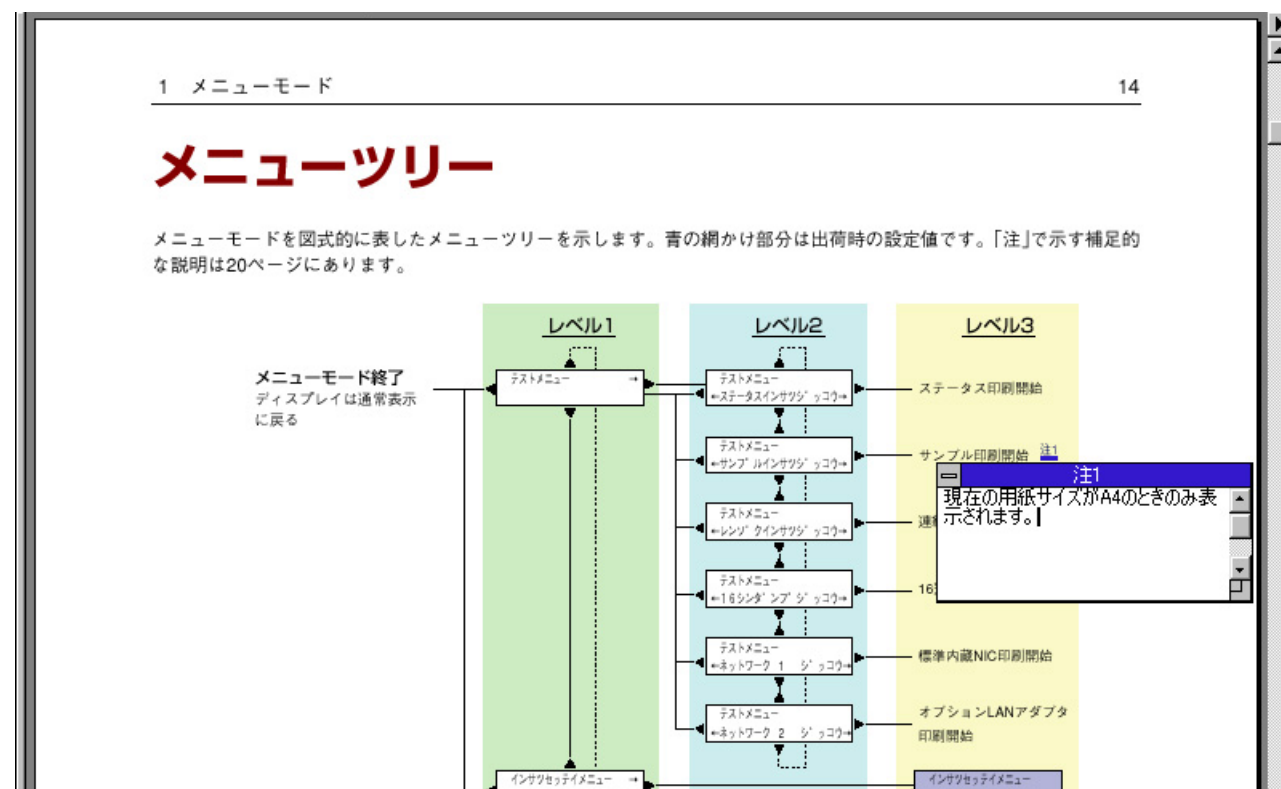 1 メニューモード
14
メニューツリー
メニューモードを図式的に表したメニューツリーを示します。青の網かけ部分は出荷時の設定値です。「注」で示す補足的
な説明は20ページにあります。
レベル1
レベル2
レベル3
メニューモード終了
ディスプレイは通常表示
に戻る
テストメニュー →
テストメニュー
←ステータスインサツジッコウ→
ステータス印刷開始
テストメニュー
←サンプルインサツジッコウ→
サンプル印刷開始 注1
注1
現在の用紙サイズがA4のときのみ表
示されます。
テストメニュー
←レンゾクインサツジッコウ→
連
テストメニュー
←16シンダンプジッコウ→
16
テストメニュー
←ネットワーク 1 ジッコウ→
標準内蔵NIC印刷開始
テストメニュー
←ネットワーク 2 ジッコウ→
オプションLANアダプタ
印刷開始
インサツセッテイメニュー →
インサツセッテイメニュー